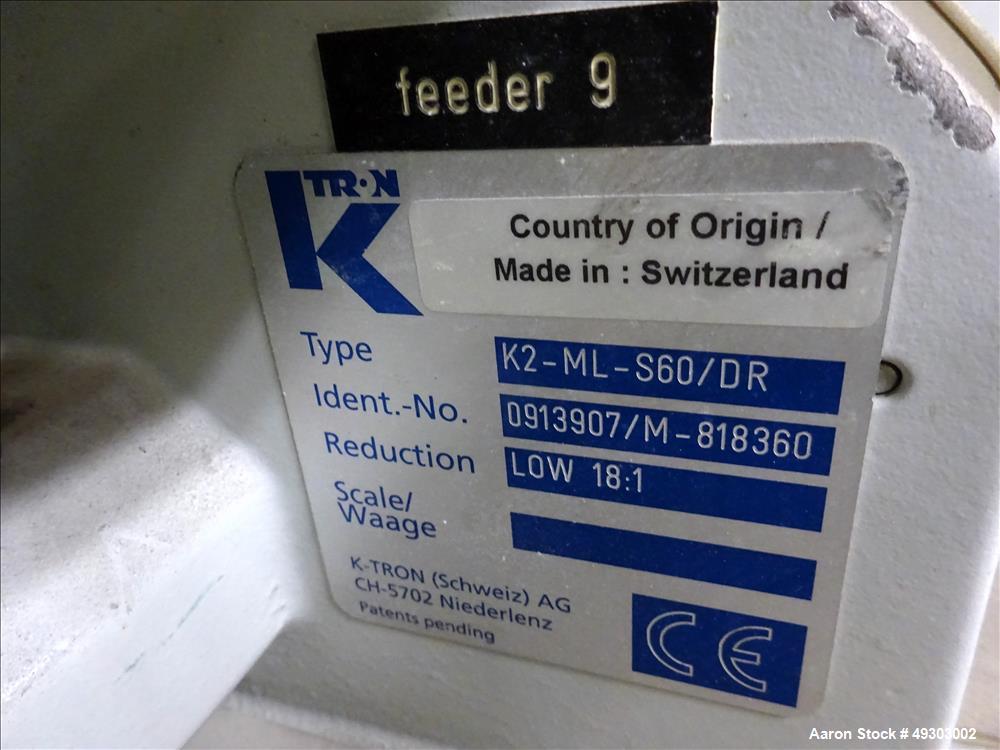 feeder 9
K-TRON
Country of Origin /
Made in : Switzerland
Type K2-ML-S60/DR
Ident.-No. 0913907/M-818360
Reduction LOW 18:1
Scale/
Waage
K-TRON (Schweiz) AG
CH-5702 Niederlenz
Patents pending
CE
Aaron Stock # 49303002